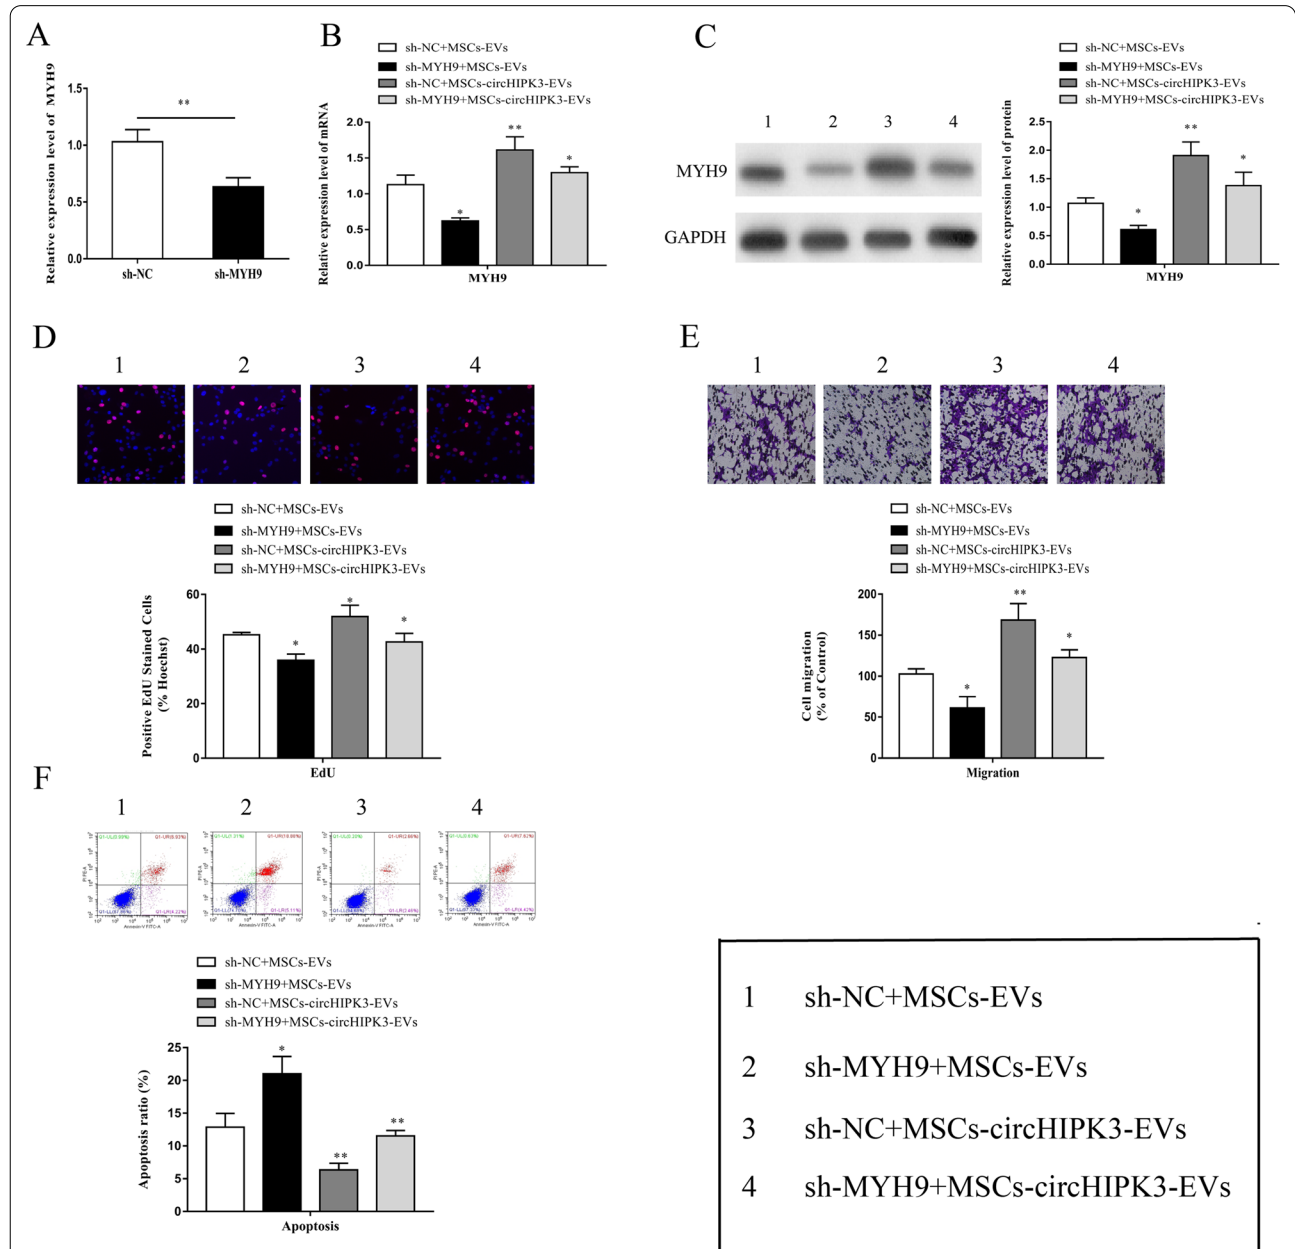 A
Relative expression level of MYH9
1.5
1.0
0.5
0.0
**
sh-NC
sh-MYH9
B
sh-NC+MSCs-EVs
sh-MYH9+MSCs-EVs
sh-NC+MSCs-circHIPK3-EVs
sh-MYH9+MSCs-circHIPK3-EVs
Relative expression level of mRNA
2.0
1.5
1.0
0.5
0.0
*
**
*
MYH9
C
1 2 3 4
MYH9
GAPDH
sh-NC+MSCs-EVs
sh-MYH9+MSCs-EVs
sh-NC+MSCs-circHIPK3-EVs
sh-MYH9+MSCs-circHIPK3-EVs
Relative expression level of protein
2.5
2.0
1.5
1.0
0.5
0.0
*
**
*
MYH9
D
1 2 3 4
sh-NC+MSCs-EVs
sh-MYH9+MSCs-EVs
sh-NC+MSCs-circHIPK3-EVs
sh-MYH9+MSCs-circHIPK3-EVs
Positive EdU Stained Cells
(% Hoechst)
60
40
20
0
*
*
*
EdU
E
1 2 3 4
sh-NC+MSCs-EVs
sh-MYH9+MSCs-EVs
sh-NC+MSCs-circHIPK3-EVs
sh-MYH9+MSCs-circHIPK3-EVs
Cell migration
(% of Control)
200
150
100
50
0
*
**
*
Migration
F
1 2 3 4
Annexin-V FITC-A
Annexin-V FITC-A
Annexin-V FITC-A
Annexin-V FITC-A
sh-NC+MSCs-EVs
sh-MYH9+MSCs-EVs
sh-NC+MSCs-circHIPK3-EVs
sh-MYH9+MSCs-circHIPK3-EVs
Apoptosis ratio (%)
25
20
15
10
5
0
*
**
**
Apoptosis
1 sh-NC+MSCs-EVs
2 sh-MYH9+MSCs-EVs
3 sh-NC+MSCs-circHIPK3-EVs
4 sh-MYH9+MSCs-circHIPK3-EVs